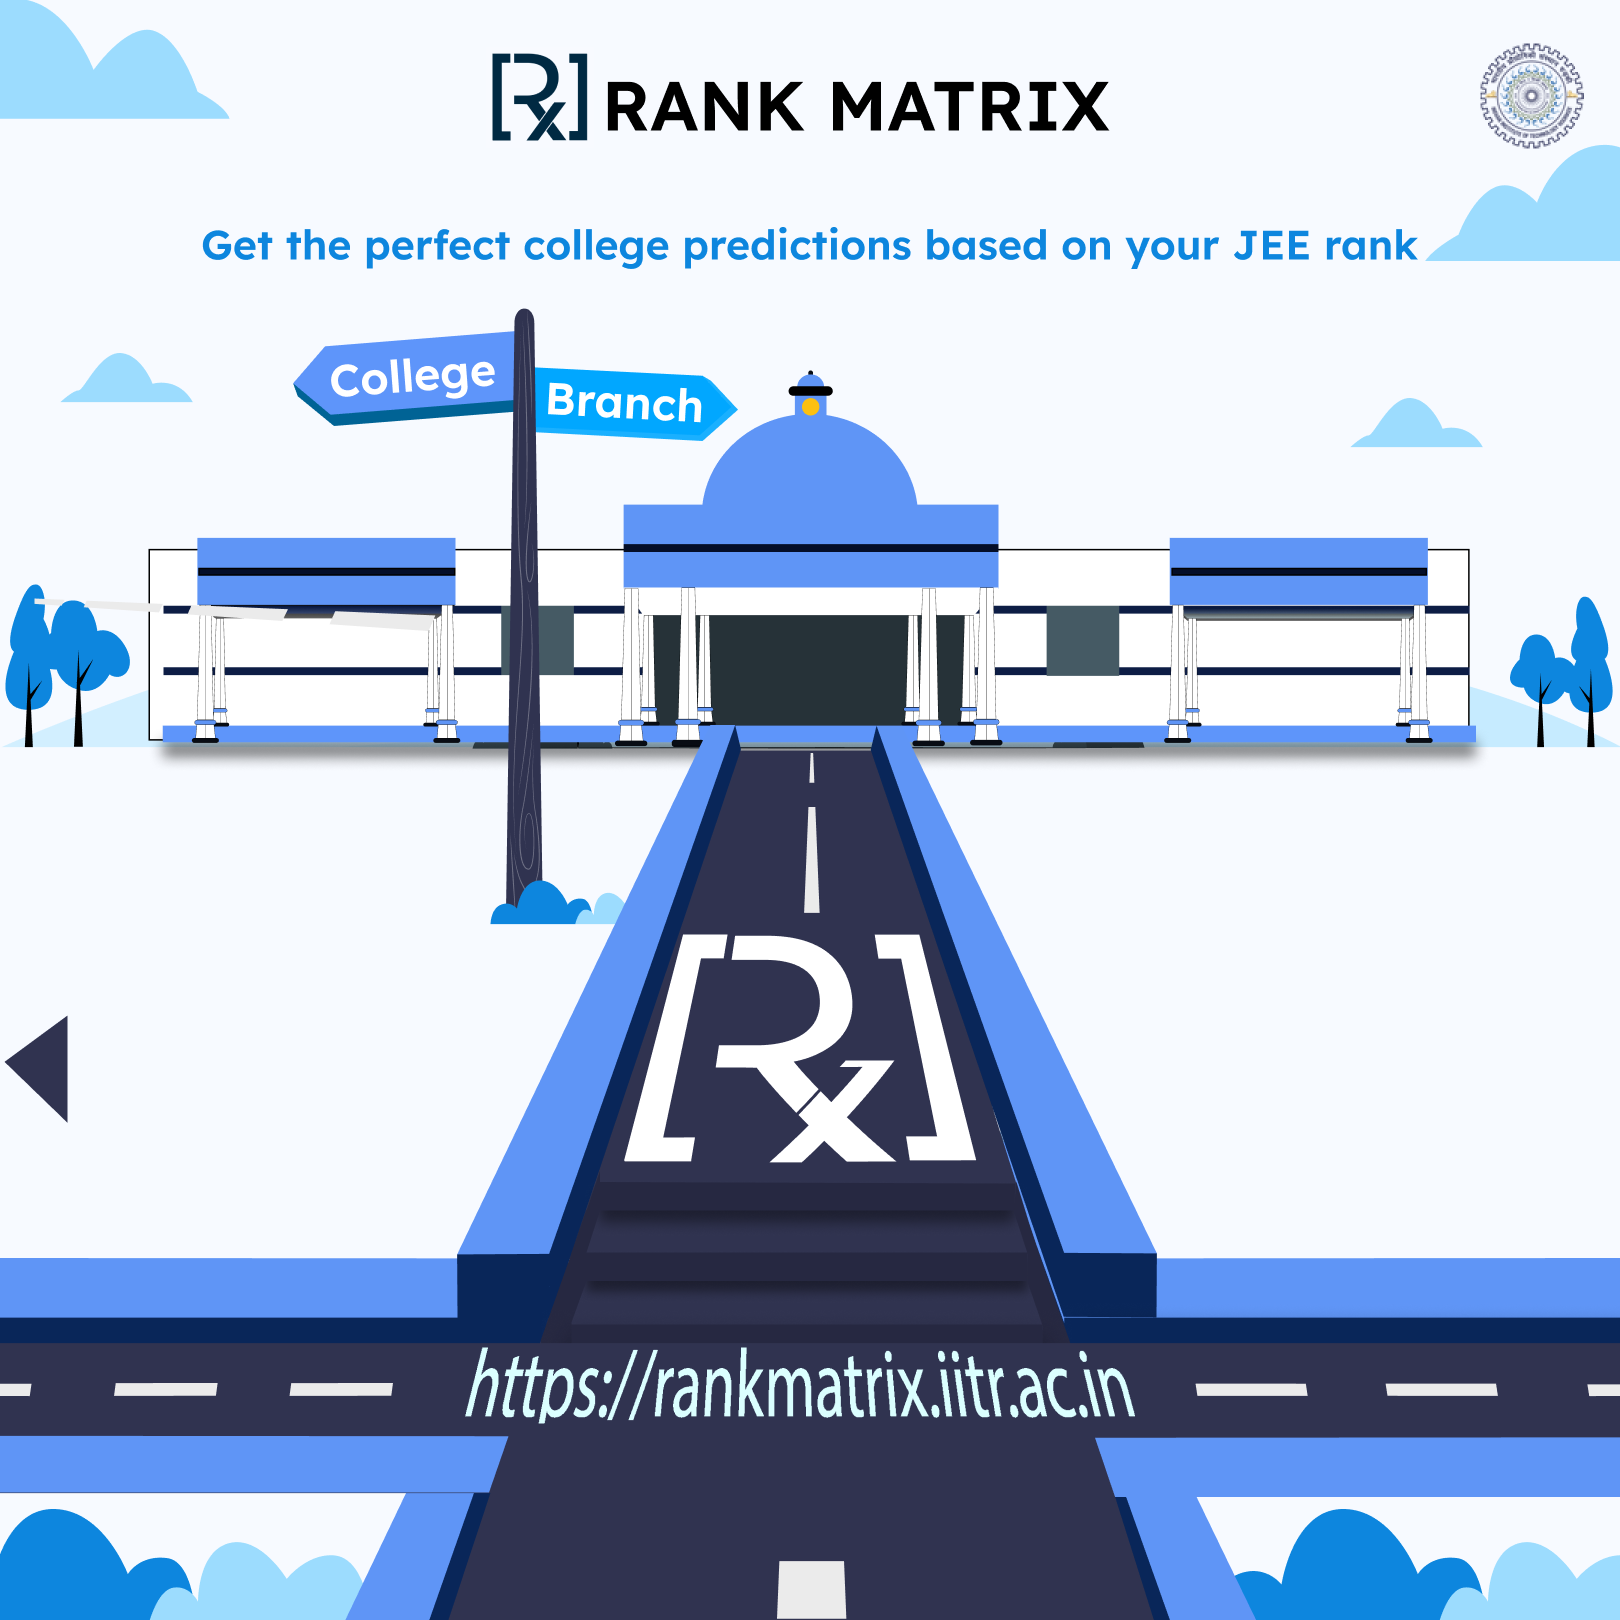 [Rx] RANK MATRIX
Get the perfect college predictions based on your JEE rank
College
Branch
[Rx]
https://rankmatrix.iitr.ac.in